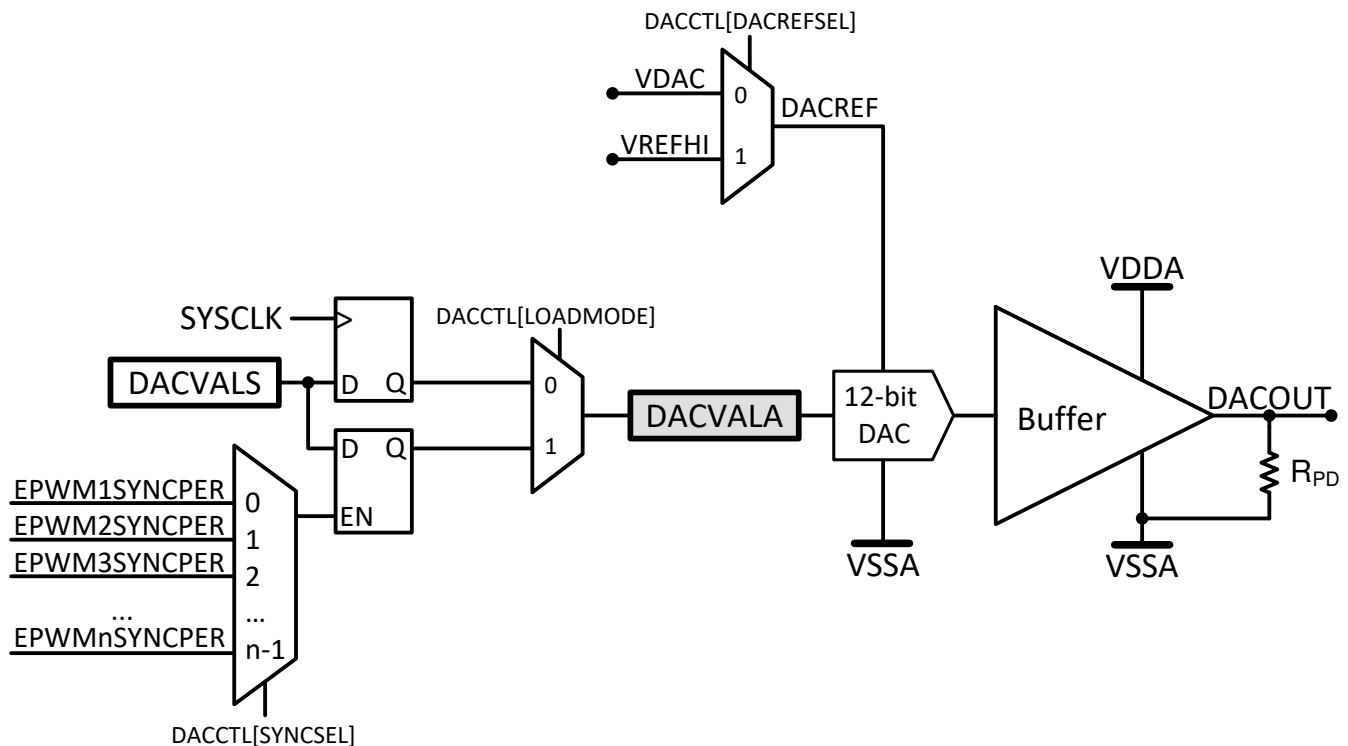 DACCTL[DACREFSEL]
VDAC
0
DACREF
VREFHI
1
VDDA
SYSCLK
>
DACCTL[LOADMODE]
DACVALS
D
Q
0
12-bit
DAC
DACVALA
Buffer
DACOUT
D
Q
1
RPD
EPWM1SYNCPER
0
EN
EPWM2SYNCPER
1
EPWM3SYNCPER
2
VSSA
VSSA
...
...
EPWMnSYNCPER
n-1
DACCTL[SYNCSEL]